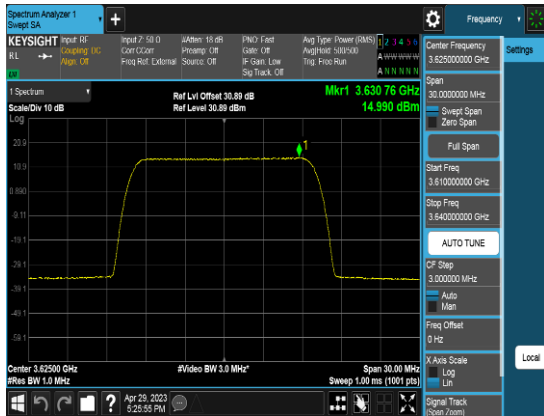 Spectrum Analyzer 1
Swept SA
+
Frequency
KEYSIGHT
RL
Input: RF
Coupling: DC
Align: Off
Input Z: 50 Ω
Corr CCorr
Freq Ref: External
#Atten: 18 dB
Preamp: Off
Source: Off
PNO: Fast
Gate: Off
IF Gain: Low
Sig Track: Off
Avg Type: Power (RMS)
Avg|Hold: 500/500
Trig: Free Run
1 2 3 4 5 6
A W W W W W
A N N N N N
1 Spectrum
Scale/Div 10 dB
Log
Ref Lvl Offset 30.89 dB
Ref Level 30.89 dBm
Mkr1 3.630 76 GHz
14.990 dBm
1
20.9
10.9
0.890
-9.11
-19.1
-29.1
-39.1
-49.1
-59.1
Center 3.62500 GHz
#Res BW 1.0 MHz
#Video BW 3.0 MHz*
Span 30.00 MHz
Sweep 1.00 ms (1001 pts)
Center Frequency
3.625000000 GHz
Span
30.0000000 MHz
Swept Span
Zero Span
Full Span
Start Freq
3.610000000 GHz
Stop Freq
3.640000000 GHz
AUTO TUNE
CF Step
3.000000 MHz
Auto
Man
Freq Offset
0 Hz
X Axis Scale
Log
Lin
Signal Track
(Span Zoom)
Settings
Local
?
Apr 29, 2023
5:25:55 PM